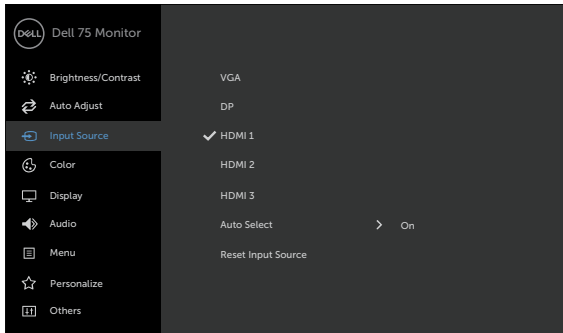 DELL Dell 75 Monitor
Brightness/Contrast
Auto Adjust
Input Source
Color
Display
Audio
Menu
Personalize
Others
VGA
DP
HDMI 1
HDMI 2
HDMI 3
Auto Select > On
Reset Input Source